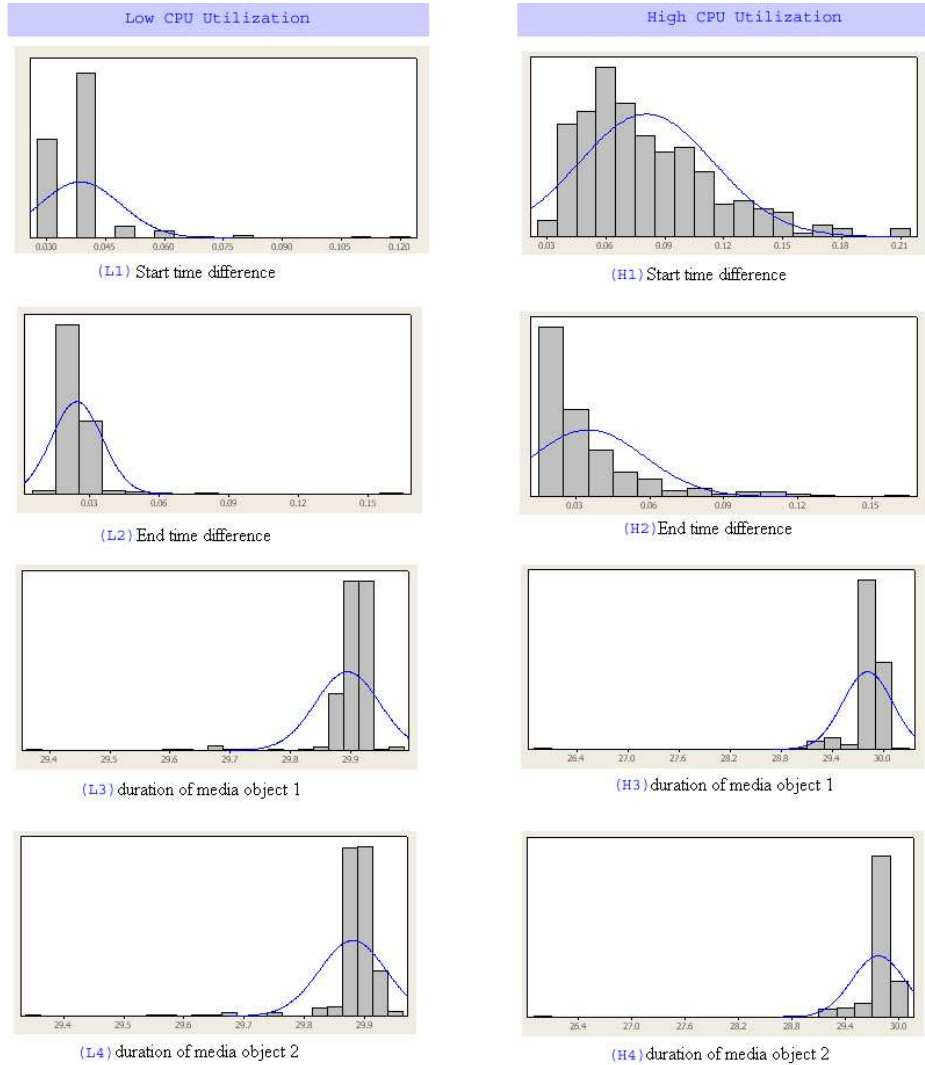 Low CPU Utilization
High CPU Utilization
0.030 0.045 0.060 0.075 0.090 0.105 0.120
(L1) Start time difference
0.03 0.06 0.09 0.12 0.15 0.18 0.21
(H1) Start time difference
0.03 0.06 0.09 0.12 0.15
(L2) End time difference
0.03 0.06 0.09 0.12 0.15
(H2) End time difference
29.4 29.5 29.6 29.7 29.8 29.9
(L3) duration of media object 1
26.4 27.0 27.6 28.2 28.8 29.4 30.0
(H3) duration of media object 1
29.4 29.5 29.6 29.7 29.8 29.9
(L4) duration of media object 2
26.4 27.0 27.6 28.2 28.8 29.4 30.0
(H4) duration of media object 2